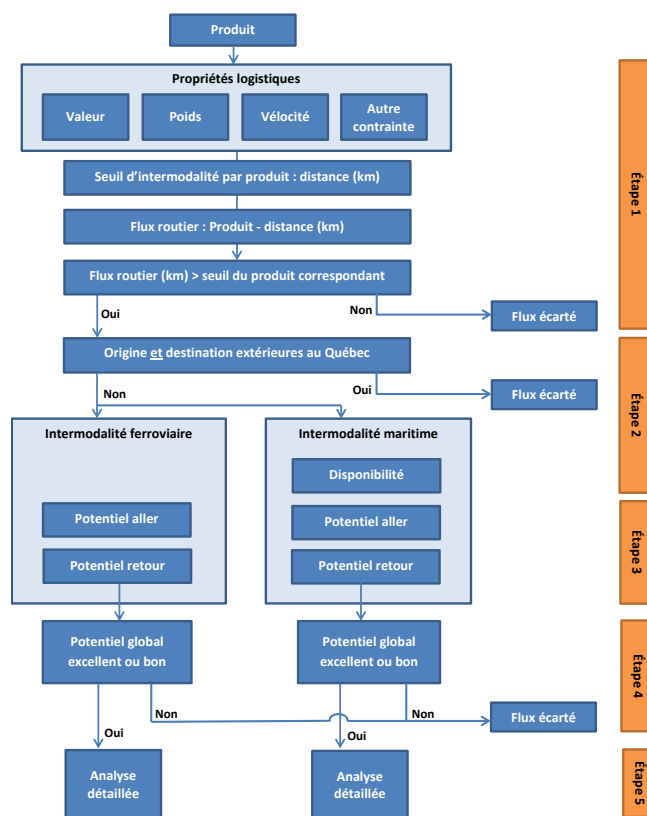 Produit
Propriétés logistiques
Valeur
Poids
Vélocité
Autre
contrainte
Seuil d'intermodalité par produit : distance (km)
Flux routier : Produit - distance (km)
Flux routier (km) > seuil du produit correspondant
Oui
Non
Flux écarté
Étape 1
Origine et destination extérieures au Québec
Non
Oui
Flux écarté
Étape 2
Intermodalité ferroviaire
Intermodalité maritime
Disponibilité
Potentiel aller
Potentiel aller
Potentiel retour
Potentiel retour
Étape 3
Potentiel global
excellent ou bon
Potentiel global
excellent ou bon
Non
Non
Flux écarté
Oui
Oui
Étape 4
Analyse
détaillée
Analyse
détaillée
Étape 5